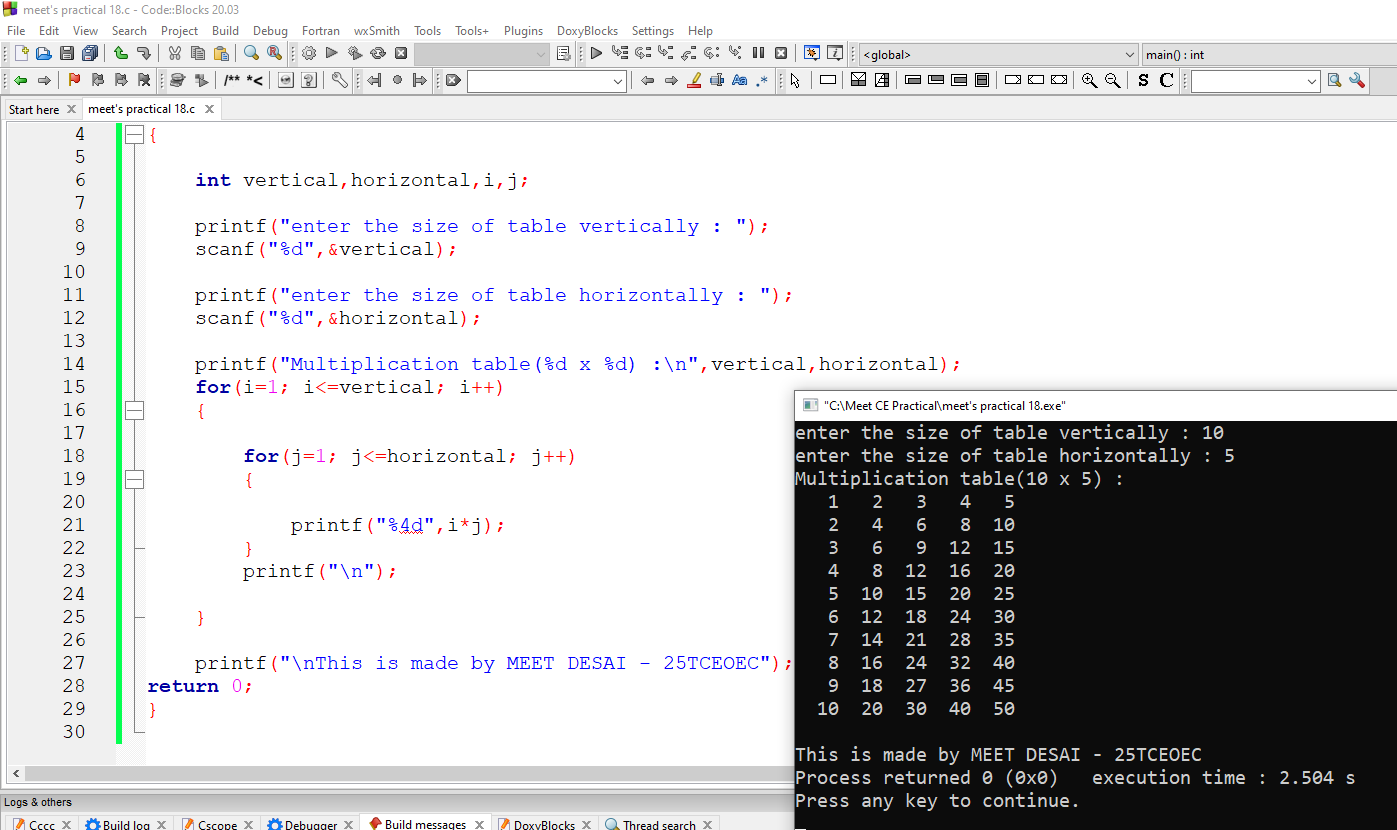 meet's practical 18.c - Code::Blocks 20.03
File Edit View Search Project Build Debug Fortran wxSmith Tools Tools+ Plugins DoxyBlocks Settings Help
<global> main() : int
/** *< Aa .* S C
Start here X meet's practical 18.c X
4 {
5
6 int vertical,horizontal,i,j;
7
8 printf("enter the size of table vertically : ");
9 scanf("%d",&vertical);
10
11 printf("enter the size of table horizontally : ");
12 scanf("%d",&horizontal);
13
14 printf("Multiplication table(%d x %d) :\n",vertical,horizontal);
15 for(i=1; i<=vertical; i++)
16 {
17
18 for(j=1; j<=horizontal; j++)
19 {
20
21 printf("%4d",i*j);
22 }
23 printf("\n");
24
25 }
26
27 printf("\nThis is made by MEET DESAI - 25TCEOEC");
28 return 0;
29 }
30
"C:\Meet CE Practical\meet's practical 18.exe"
enter the size of table vertically : 10
enter the size of table horizontally : 5
Multiplication table(10 x 5) :
1 2 3 4 5
2 4 6 8 10
3 6 9 12 15
4 8 12 16 20
5 10 15 20 25
6 12 18 24 30
7 14 21 28 35
8 16 24 32 40
9 18 27 36 45
10 20 30 40 50
This is made by MEET DESAI - 25TCEOEC
Process returned 0 (0x0) execution time : 2.504 s
Press any key to continue.
Logs & others
Cccc X Build log X Cscope X Debugger X Build messages X DoxyBlocks X Thread search X